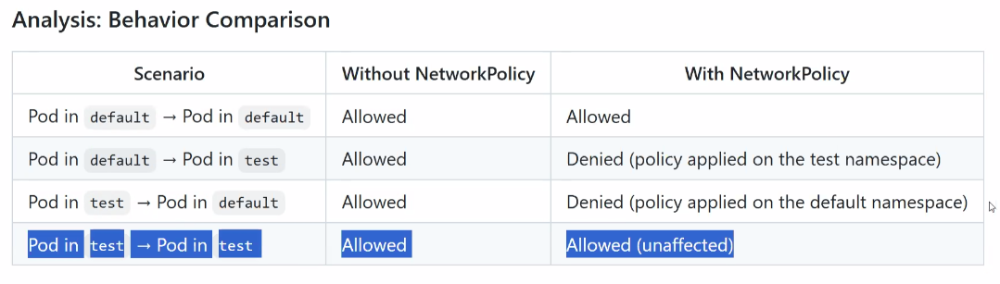 Analysis: Behavior Comparison
Scenario Without NetworkPolicy With NetworkPolicy
Pod in default → Pod in default Allowed Allowed
Pod in default → Pod in test Allowed Denied (policy applied on the test namespace)
Pod in test → Pod in default Allowed Denied (policy applied on the default namespace)
Pod in test → Pod in test Allowed Allowed (unaffected)